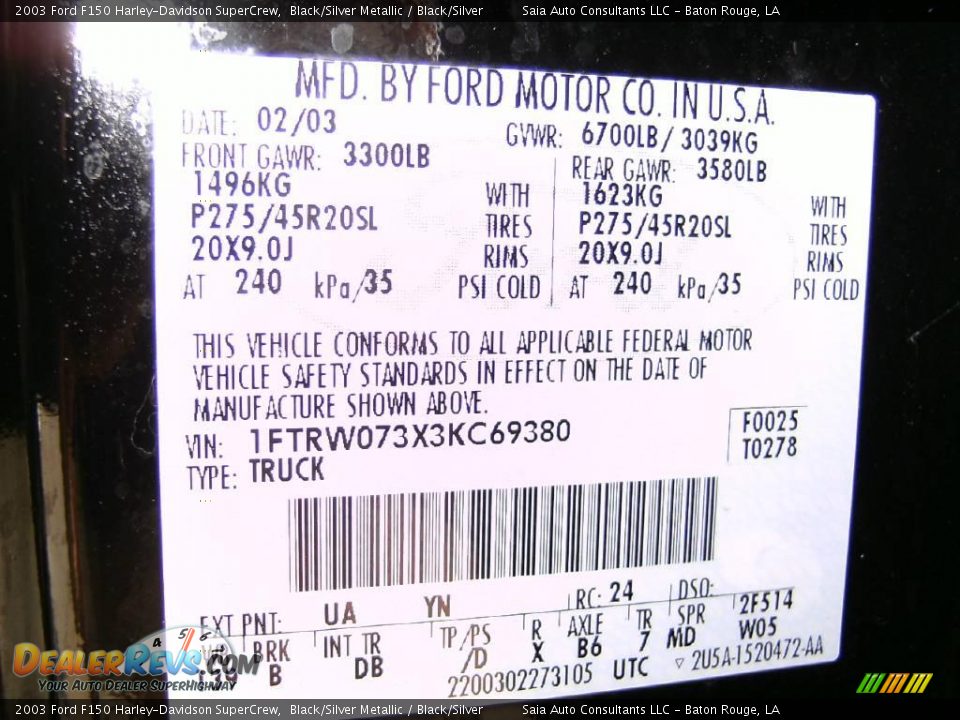 2003 Ford F150 Harley-Davidson SuperCrew, Black/Silver Metallic / Black/Silver Saia Auto Consultants LLC - Baton Rouge, LA
MFD. BY FORD MOTOR CO. IN U.S.A.
DATE: 02/03 GVWR: 6700LB/ 3039KG
FRONT GAWR: 3300LB REAR GAWR: 3580LB
1496KG WITH 1623KG WITH
P275/45R20SL TIRES P275/45R20SL TIRES
20X9.0J RIMS 20X9.0J RIMS
AT 240 kPa/35 PSI COLD AT 240 kPa/35 PSI COLD
THIS VEHICLE CONFORMS TO ALL APPLICABLE FEDERAL MOTOR
VEHICLE SAFETY STANDARDS IN EFFECT ON THE DATE OF
MANUFACTURE SHOWN ABOVE.
VIN: 1FTRW073X3KC69380 F0025
TYPE: TRUCK T0278
EXT PNT: UA YN RC: 24 DSO: 2F514
BRK INT TR TP/PS R AXLE TR SPR W05
139 B DB /D X B6 7 MD
2200302273105 UTC ▽ 2U5A-1520472-AA
4 5 6
DealerRevs.com
Your Auto Dealer SuperHighway
2003 Ford F150 Harley-Davidson SuperCrew, Black/Silver Metallic / Black/Silver Saia Auto Consultants LLC - Baton Rouge, LA